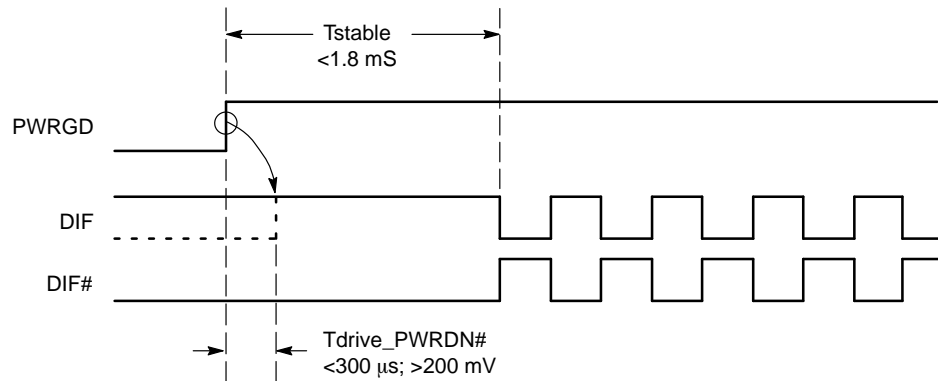 Tstable
<1.8 mS
PWRGD
DIF
DIF#
Tdrive_PWRDN#
<300 μs; >200 mV